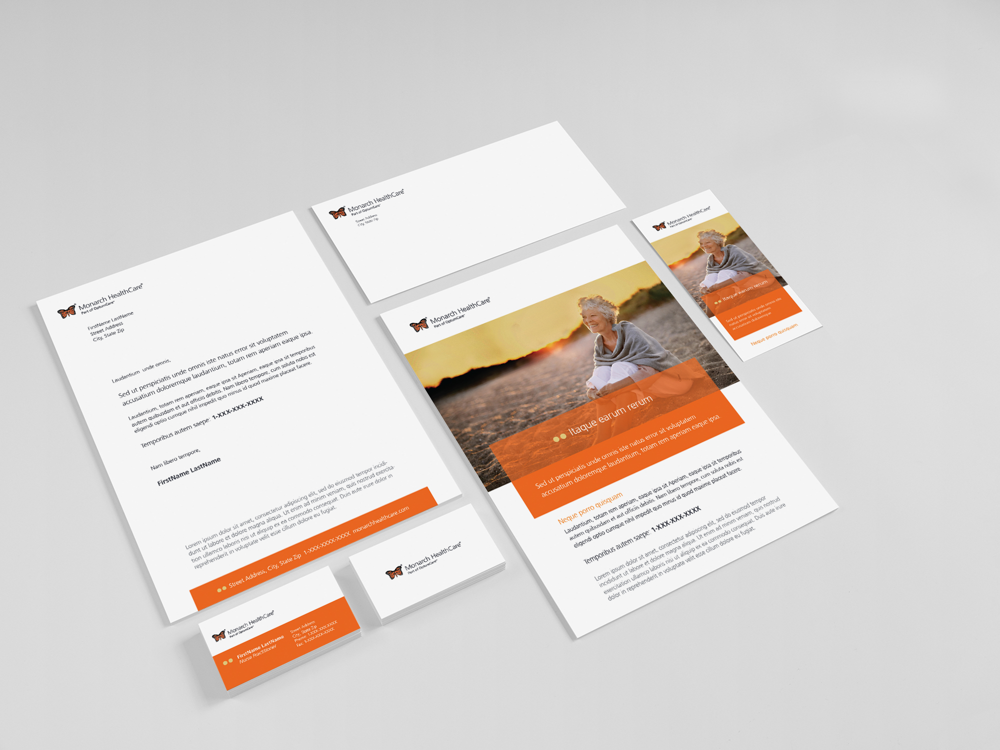 Monarch HealthCare®
Part of OptumCare™
FirstName LastName
Street Address
City, State Zip
Laudantium unde omnis,
Sed ut perspiciatis unde omnis iste natus error sit voluptatem
accusatium doloremque laudantium, totam rem aperiam eaque ipsa.
Laudantium, totam rem aperiam, eaque ipsa sit Aperiam, eaque ipsa sit temporibus
autem quibusdam et aut officiis debitis. Nam libero tempore, cum soluta nobis est
eligendi optio cumque nihil impedit quo minus id quod maxime placeat facere.
Temporibus autem saepe: 1-XXX-XXX-XXXX
Nam libero tempore,
FirstName LastName
Lorem ipsum dolor sit amet, consectetur adipiscing elit, sed do eiusmod tempor incidi-
dunt ut labore et dolore magna aliqua. Ut enim ad minim veniam, quis nostrud exercita-
tion ullamco laboris nisi ut aliquip ex ea commodo consequat. Duis aute irure dolor in
reprehenderit in voluptate velit esse cillum dolore eu fugiat.
Street Address, City, State Zip 1-XXX-XXXX-XXXX monarchhealthcare.com
Monarch HealthCare®
Part of OptumCare™
Street Address
City, State Zip
Monarch HealthCare®
Part of OptumCare™
Itaque earum rerum
Sed ut perspiciatis unde omnis iste natus error sit voluptatem
accusatium doloremque laudantium, totam rem aperiam eaque ipsa.
Neque porro quisquam
Laudantium, totam rem aperiam, eaque ipsa sit Aperiam, eaque ipsa sit temporibus
autem quibusdam et aut officiis debitis. Nam libero tempore, cum soluta nobis est
eligendi optio cumque nihil impedit quo minus id quod maxime placeat facere.
Temporibus autem saepe: 1-XXX-XXX-XXXX
Lorem ipsum dolor sit amet, consectetur adipiscing elit, sed do eiusmod tempor
incididunt ut labore et dolore magna aliqua. Ut enim ad minim veniam, quis nostrud
exercitation ullamco laboris nisi ut aliquip ex ea commodo consequat. Duis aute irure
dolor in reprehenderit in voluptate velit esse cillum dolore eu fugiat.
Monarch HealthCare®
Part of OptumCare™
Itaque earum rerum
Sed ut perspiciatis unde omnis iste
natus error sit voluptatem
accusatium doloremque
Neque porro quisquam
Monarch HealthCare®
Part of OptumCare™
FirstName LastName
Nurse Practitioner
Street Address
City, State Zip
Phone: 1-XXX-XXX-XXXX
Fax: 1-XXX-XXX-XXXX
Monarch HealthCare®
Part of OptumCare™